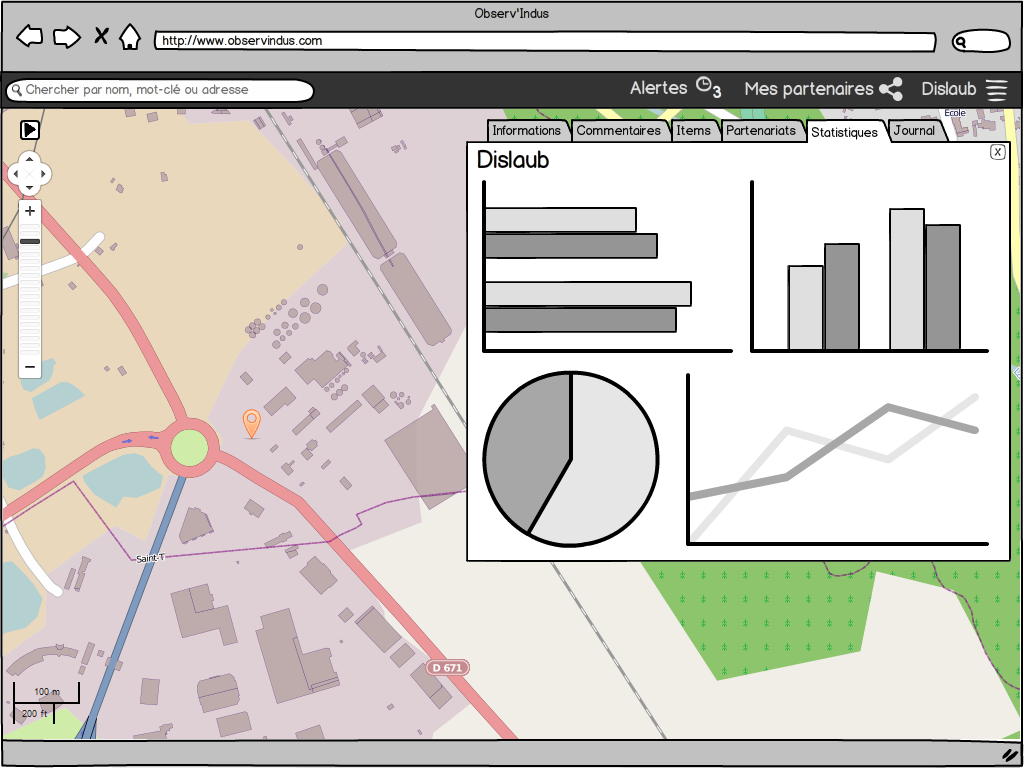 Observ'Indus
http://www.observindus.com
Chercher par nom, mot-clé ou adresse
Alertes 3
Mes partenaires
Dislaub
École
Informations
Commentaires
Items
Partenariats
Statistiques
Journal
X
Dislaub
+
−
Saint-T
D 671
100 m
200 ft